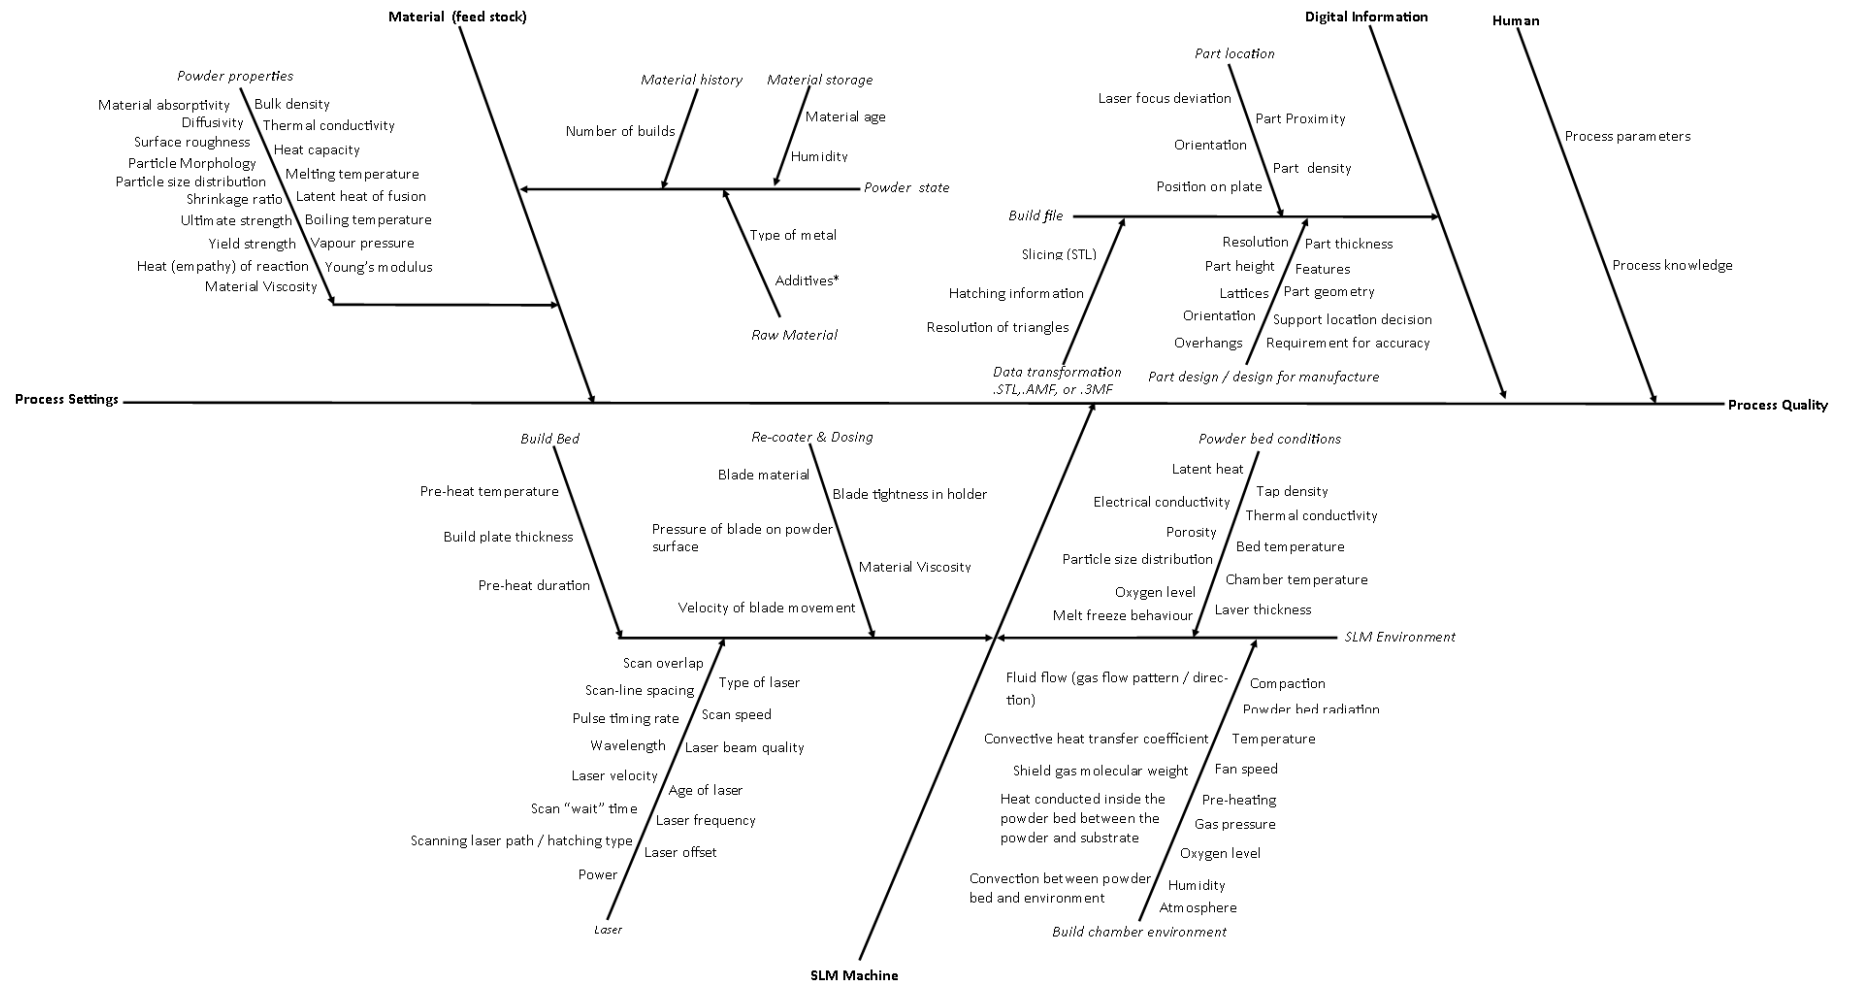 Material (feed stock)
Digital Information
Human
Powder properties
Material absorptivity
Diffusivity
Surface roughness
Particle Morphology
Particle size distribution
Shrinkage ratio
Ultimate strength
Yield strength
Heat (empathy) of reaction
Material Viscosity
Bulk density
Thermal conductivity
Heat capacity
Melting temperature
Latent heat of fusion
Boiling temperature
Vapour pressure
Young's modulus
Material history
Number of builds
Material storage
Material age
Humidity
Powder state
Type of metal
Additives*
Raw Material
Part location
Laser focus deviation
Orientation
Position on plate
Part Proximity
Part density
Build file
Slicing (STL)
Hatching information
Resolution of triangles
Data transformation
.STL,.AMF, or .3MF
Resolution
Part height
Lattices
Orientation
Overhangs
Part thickness
Features
Part geometry
Support location decision
Requirement for accuracy
Part design / design for manufacture
Process parameters
Process knowledge
Process Settings
Process Quality
Build Bed
Pre-heat temperature
Build plate thickness
Pre-heat duration
Re-coater & Dosing
Blade material
Pressure of blade on powder
surface
Velocity of blade movement
Blade tightness in holder
Material Viscosity
Powder bed conditions
Latent heat
Electrical conductivity
Porosity
Particle size distribution
Oxygen level
Melt freeze behaviour
Tap density
Thermal conductivity
Bed temperature
Chamber temperature
Layer thickness
SLM Environment
Scan overlap
Scan-line spacing
Pulse timing rate
Wavelength
Laser velocity
Scan “wait” time
Scanning laser path / hatching type
Power
Type of laser
Scan speed
Laser beam quality
Age of laser
Laser frequency
Laser offset
Laser
Fluid flow (gas flow pattern / direc-
tion)
Convective heat transfer coefficient
Shield gas molecular weight
Heat conducted inside the
powder bed between the
powder and substrate
Convection between powder
bed and environment
Compaction
Powder bed radiation
Temperature
Fan speed
Pre-heating
Gas pressure
Oxygen level
Humidity
Atmosphere
Build chamber environment
SLM Machine